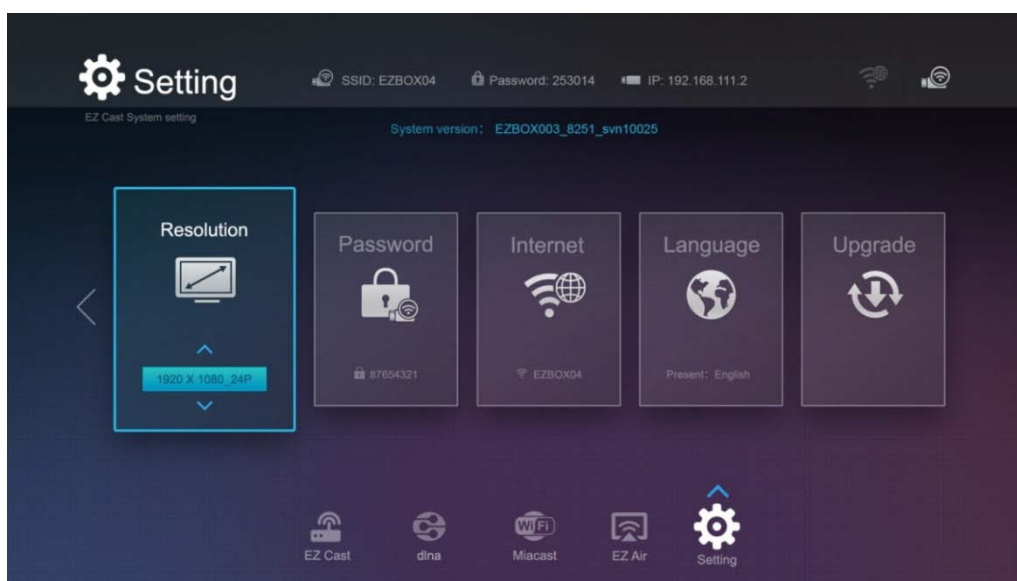 Setting
SSID: EZBOX04 Password: 253014 IP: 192.168.111.2
EZ Cast System setting
System version: EZBOX003_8251_svn10025
Resolution
1920 X 1080_24P
Password
87654321
Internet
EZBOX04
Language
Present: English
Upgrade
EZ Cast
dlna
WiFi
Miacast
EZ Air
Setting